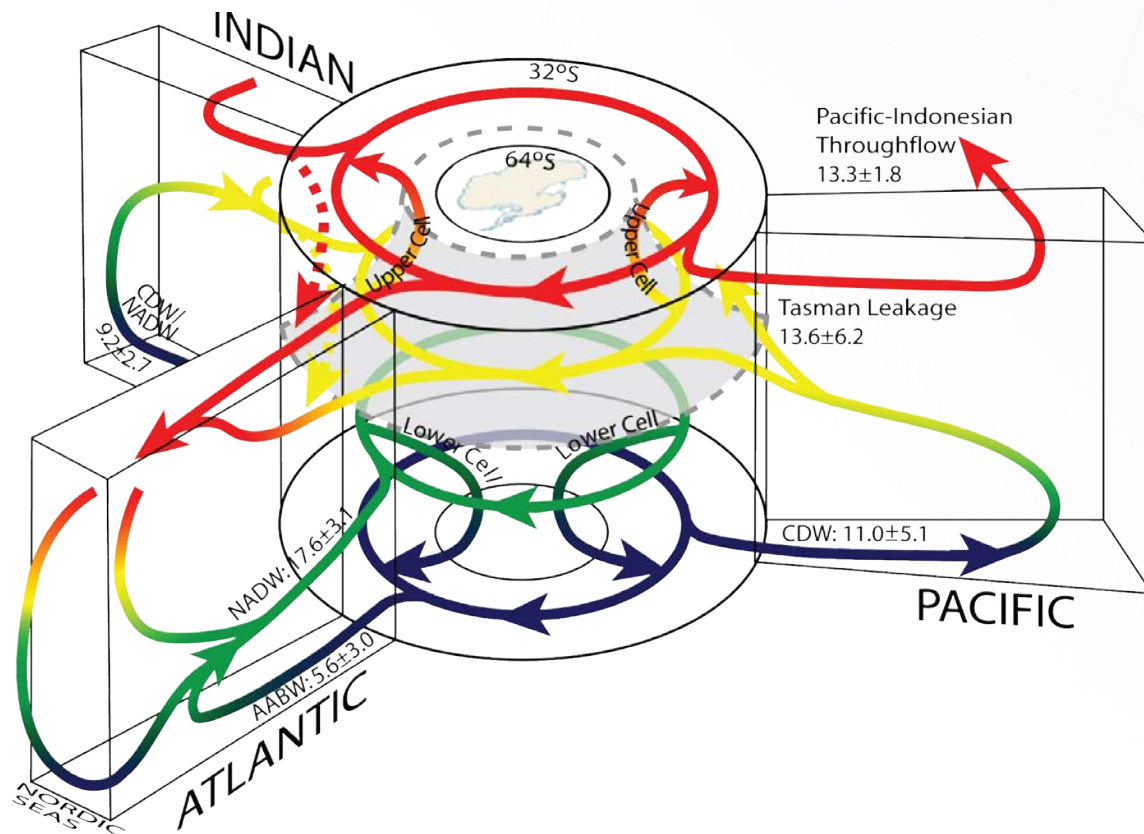 INDIAN
32°S
64°S
Pacific-Indonesian
Throughflow
13.3±1.8
Upper Cell
Upper Cell
CDW/
NADW
9.2±2.7
Tasman Leakage
13.6±6.2
Lower Cell
Lower Cell
NADW: 17.6±3.1
CDW: 11.0±5.1
PACIFIC
AABW: 5.6±3.0
ATLANTIC
NORDIC
SEAS